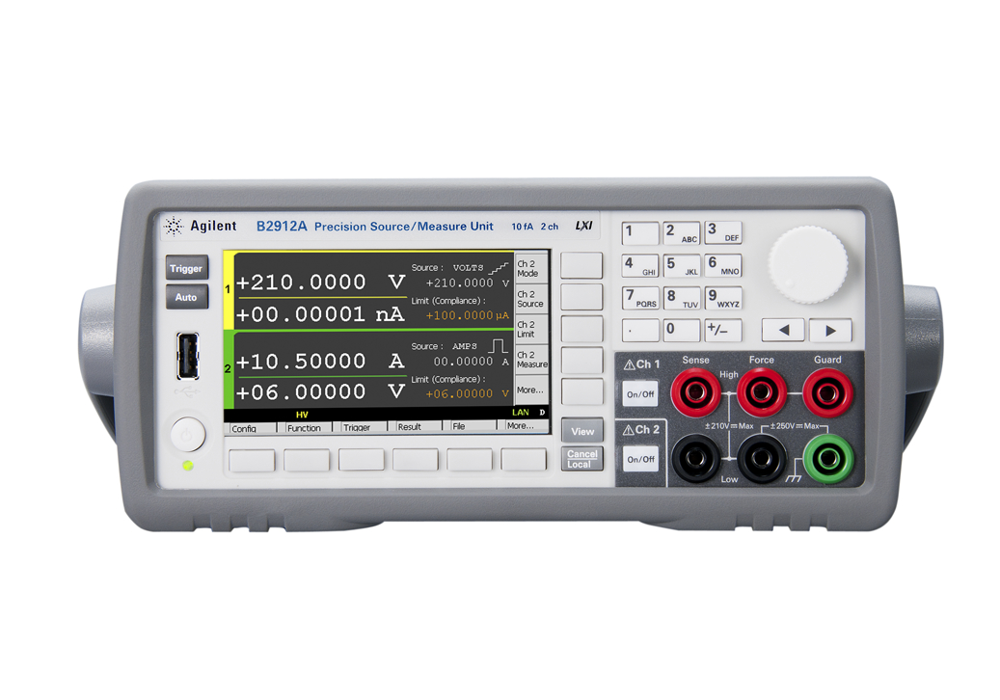 Agilent B2912A Precision Source/Measure Unit 10 fA 2 ch LXI
Trigger
Auto
1
Source : VOLTS
+210.0000 V
+210.0000 V
Limit (Compliance) :
+00.00001 nA
+100.0000 µA
2
Source : AMPS
+10.50000 A
00.00000 A
Limit (Compliance) :
+06.00000 V
+06.00000 V
Ch 2
Mode
Ch 2
Source
Ch 2
Limit
Ch 2
Measure
More...
HV LAN D
Config Function Trigger Result File More...
View
Cancel
Local
1 2 ABC 3 DEF
4 GHI 5 JKL 6 MNO
7 PQRS 8 TUV 9 WXYZ
. 0 +/−
◀ ▶
⚠Ch 1
On/Off
⚠Ch 2
On/Off
Sense Force Guard
High
±210V⎓Max ±250V⎓Max
Low